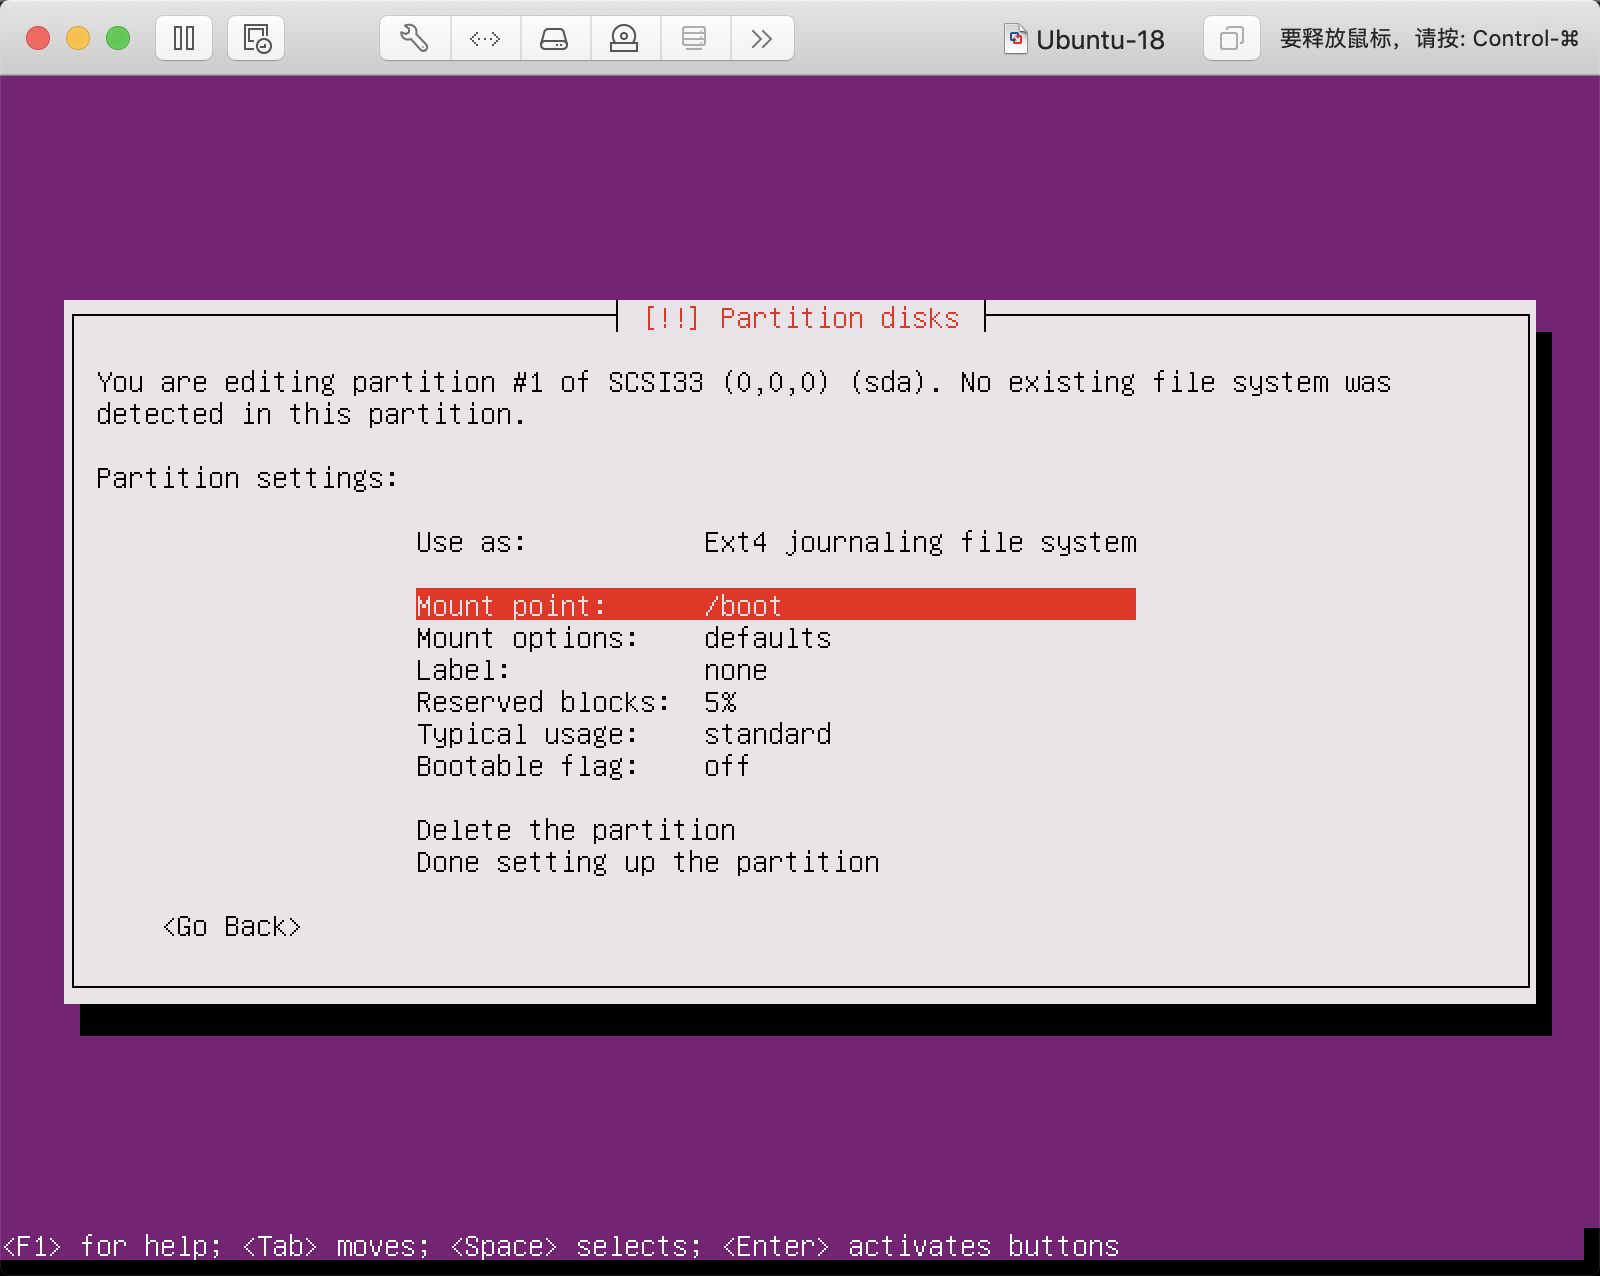 Ubuntu-18
要释放鼠标，请按: Control-⌘
[!!] Partition disks
You are editing partition #1 of SCSI33 (0,0,0) (sda). No existing file system was
detected in this partition.
Partition settings:
Use as: Ext4 journaling file system
Mount point: /boot
Mount options: defaults
Label: none
Reserved blocks: 5%
Typical usage: standard
Bootable flag: off
Delete the partition
Done setting up the partition
<Go Back>
<F1> for help; <Tab> moves; <Space> selects; <Enter> activates buttons